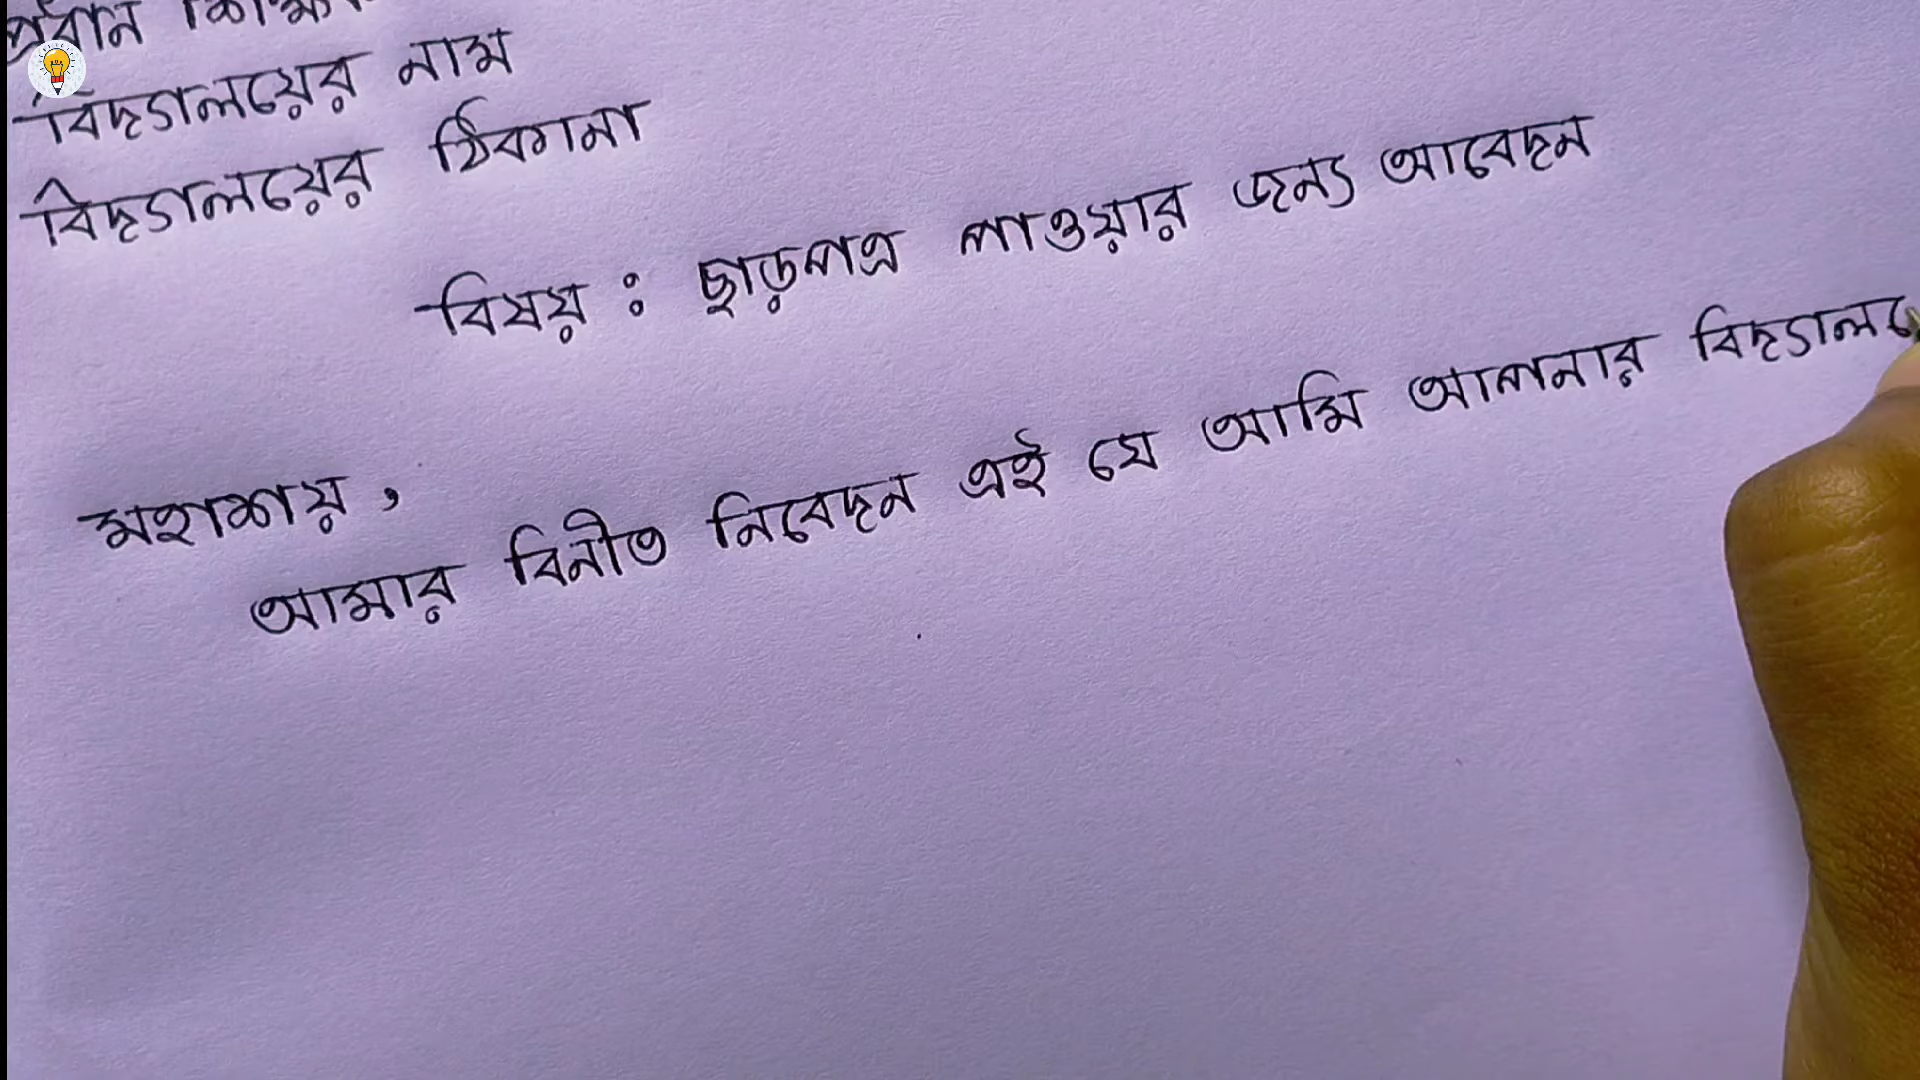 প্রধান
বিদ্যালয়ের নাম
বিদ্যালয়ের ঠিকানা
বিষয় : ছাড়পত্র পাওয়ার জন্য আবেদন
মহাশয় ,
আমার বিনীত নিবেদন এই যে আমি আপনার